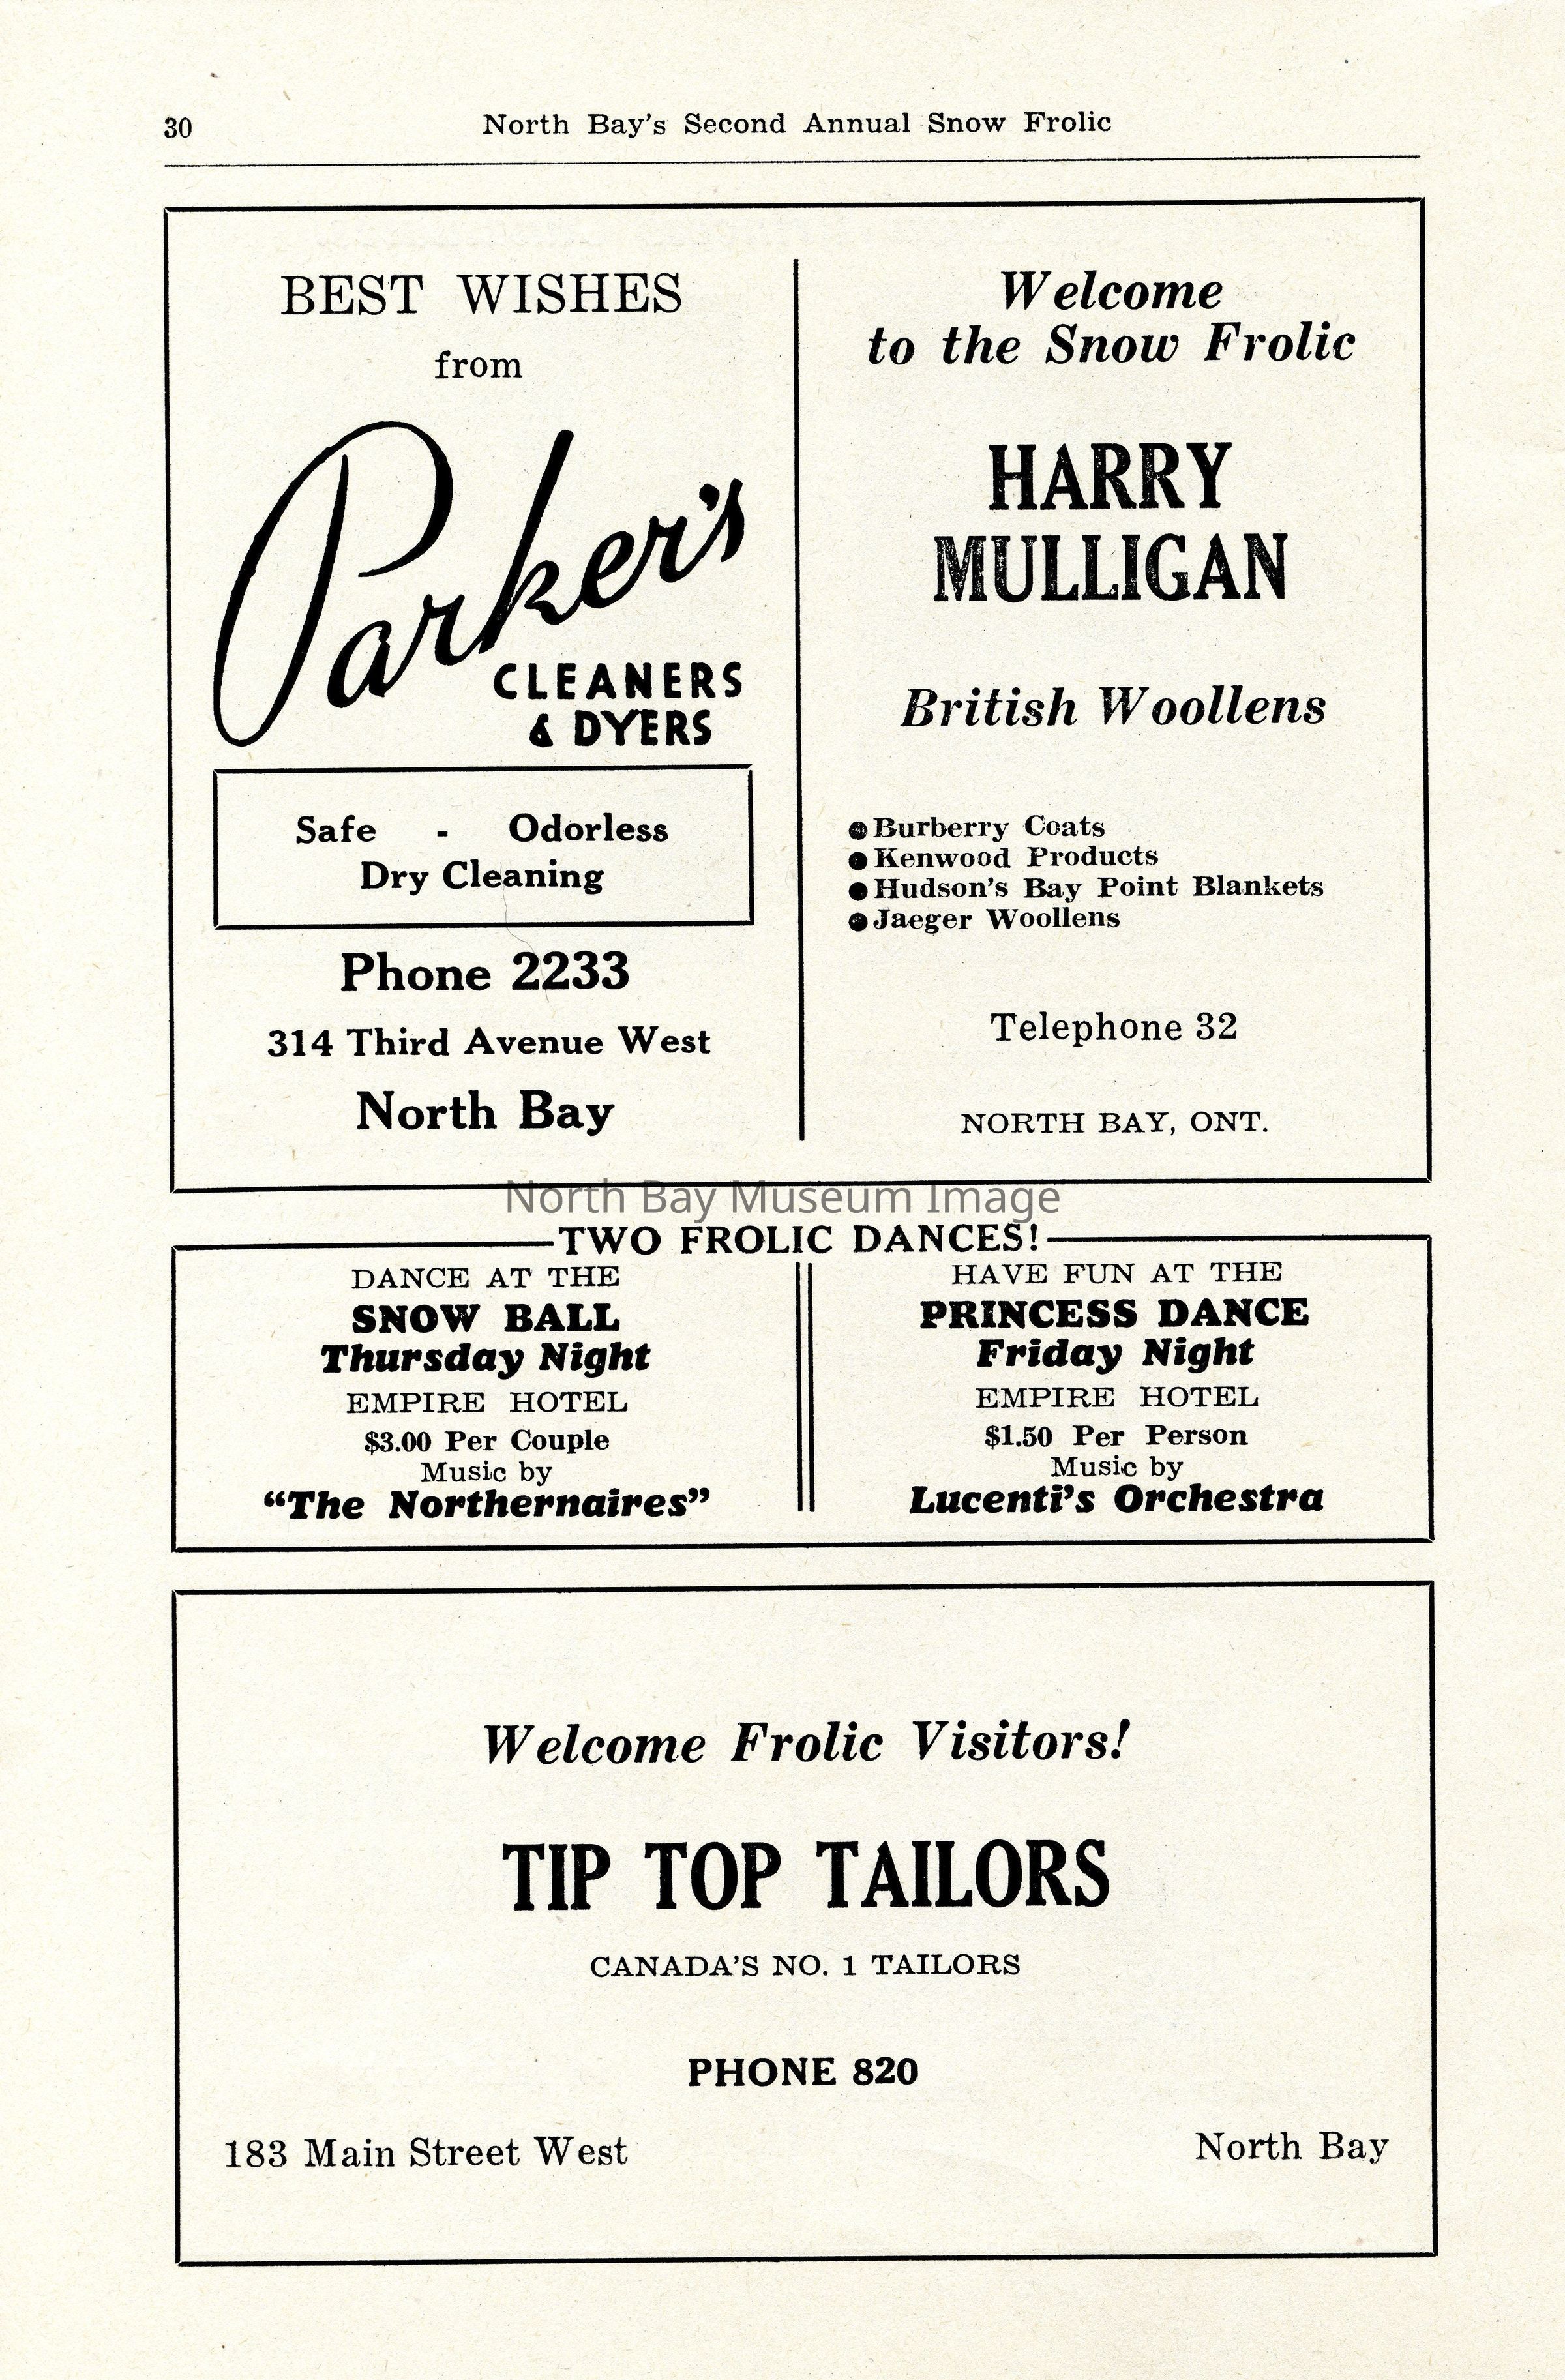 30
North Bay's Second Annual Snow Frolic
BEST WISHES
from
Parker's
CLEANERS
& DYERS
Safe - Odorless
Dry Cleaning
Phone 2233
314 Third Avenue West
North Bay
Welcome
to the Snow Frolic
HARRY
MULLIGAN
British Woollens
●Burberry Coats
●Kenwood Products
●Hudson's Bay Point Blankets
●Jaeger Woollens
Telephone 32
NORTH BAY, ONT.
North Bay Museum Image
TWO FROLIC DANCES!
DANCE AT THE
SNOW BALL
Thursday Night
EMPIRE HOTEL
$3.00 Per Couple
Music by
“The Northernaires”
HAVE FUN AT THE
PRINCESS DANCE
Friday Night
EMPIRE HOTEL
$1.50 Per Person
Music by
Lucenti's Orchestra
Welcome Frolic Visitors!
TIP TOP TAILORS
CANADA'S NO. 1 TAILORS
PHONE 820
183 Main Street West
North Bay